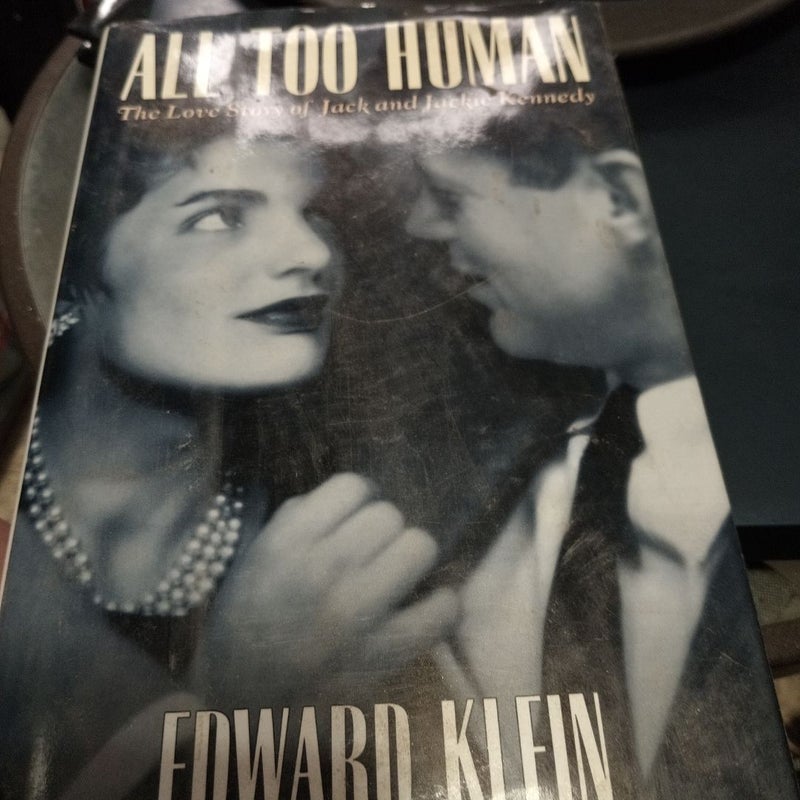 ALL TOO HUMAN
The Love Story of Jack and Jackie Kennedy
EDWARD KLEIN